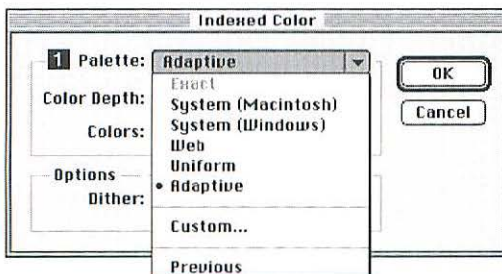 Indexed Color
1 Palette: Adaptive
Exact
System (Macintosh)
System (Windows)
Web
Uniform
• Adaptive
Custom...
Previous
Color Depth:
Colors:
Options
Dither:
OK
Cancel